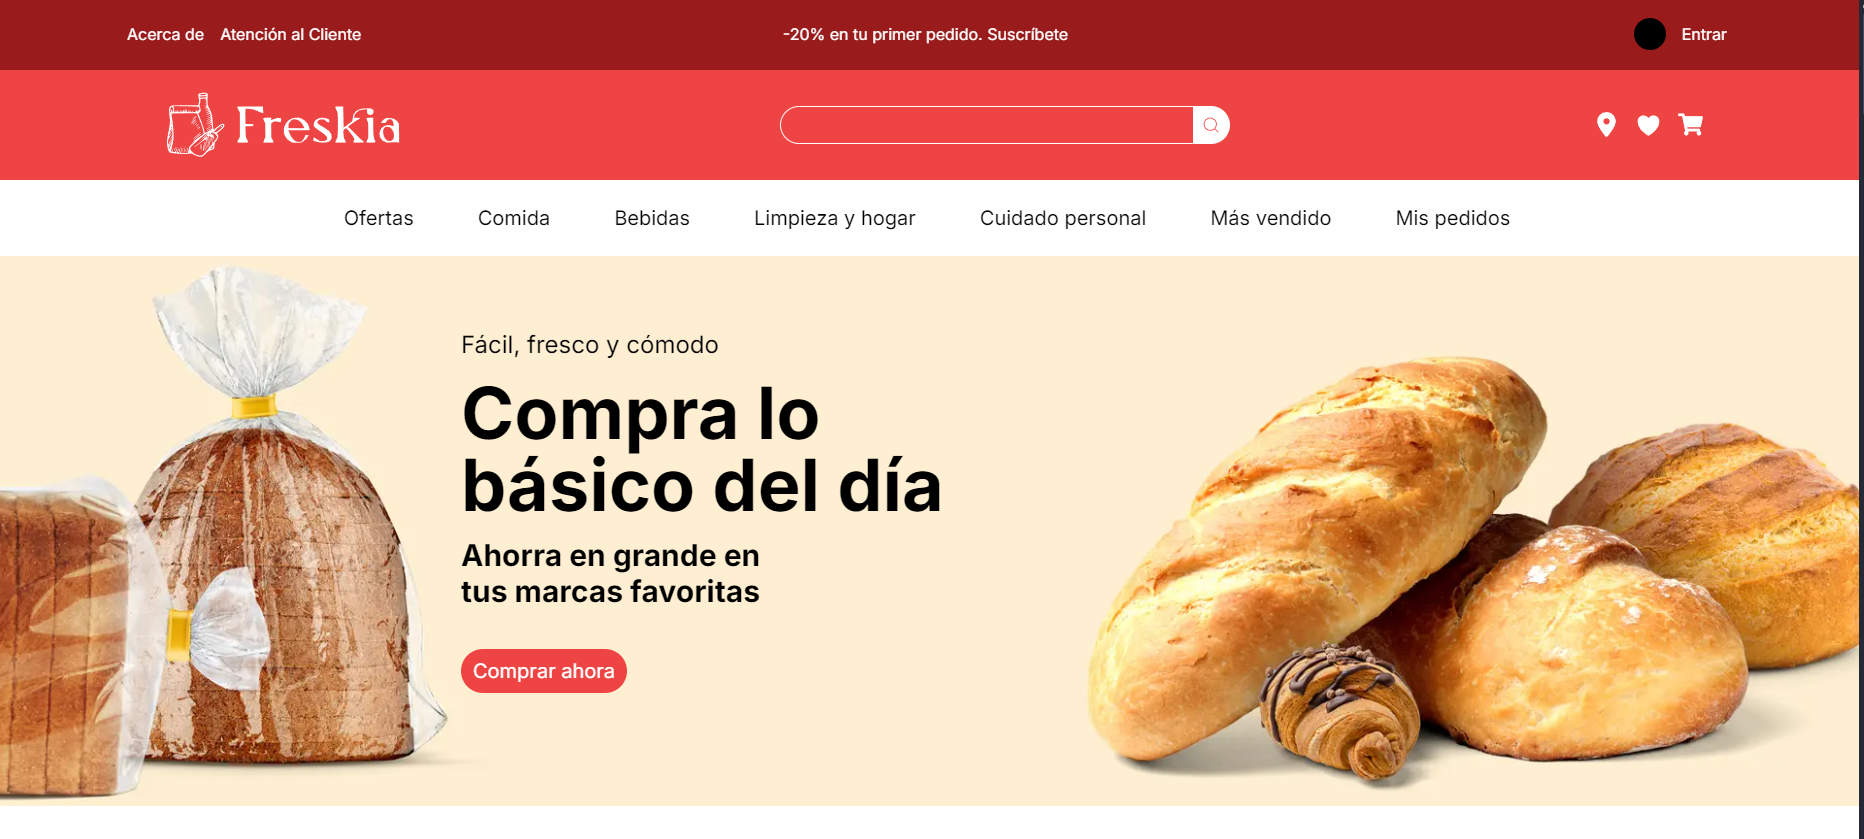 Acerca de Atención al Cliente -20% en tu primer pedido. Suscríbete Entrar
Freskia
Ofertas Comida Bebidas Limpieza y hogar Cuidado personal Más vendido Mis pedidos
Fácil, fresco y cómodo
Compra lo
básico del día
Ahorra en grande en
tus marcas favoritas
Comprar ahora